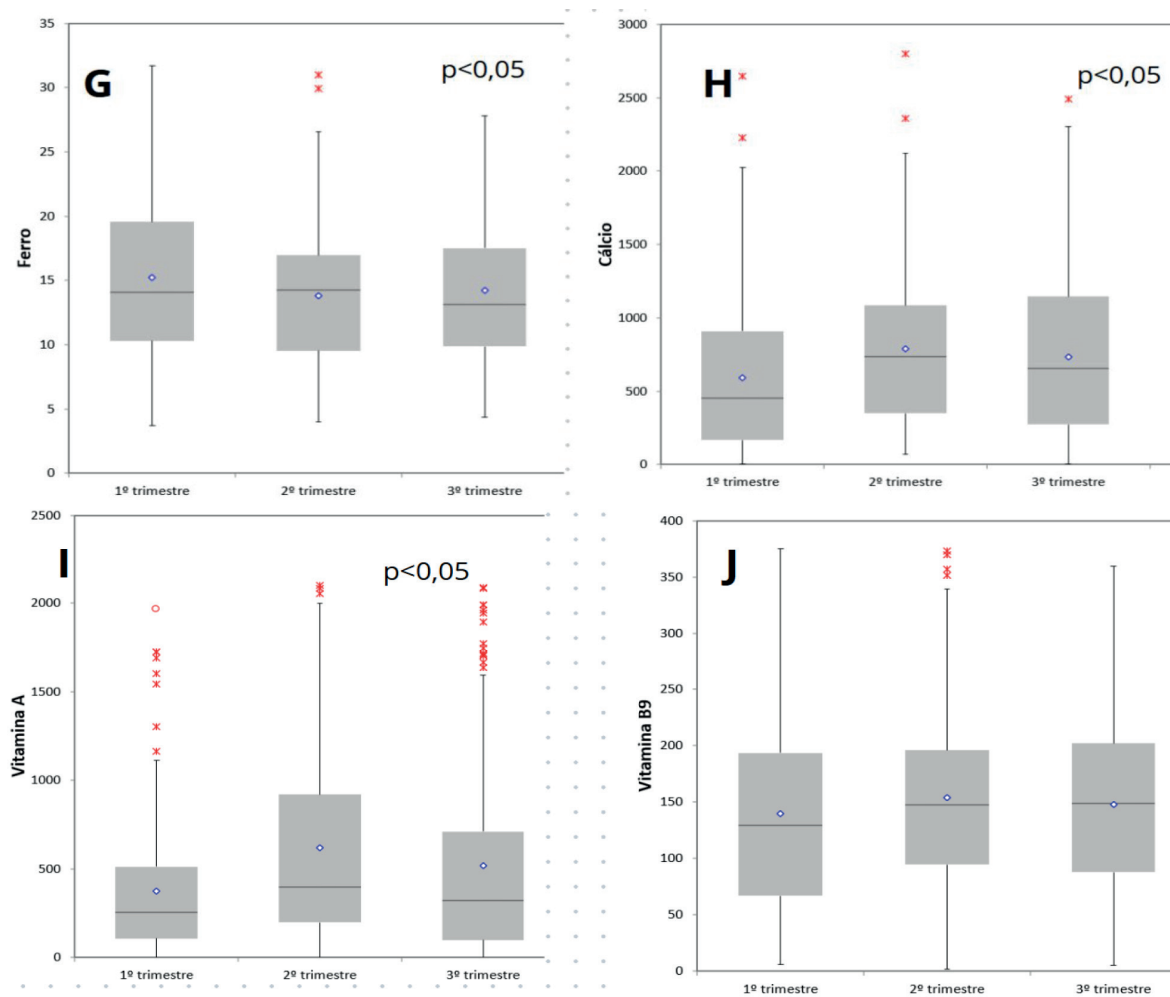 G
p<0,05
Ferro
35
30
25
20
15
10
5
0
1º trimestre 2º trimestre 3º trimestre
H
p<0,05
Cálcio
3000
2500
2000
1500
1000
500
0
1º trimestre 2º trimestre 3º trimestre
I
p<0,05
Vitamina A
2500
2000
1500
1000
500
0
1º trimestre 2º trimestre 3º trimestre
J
Vitamina B9
400
350
300
250
200
150
100
50
0
1º trimestre 2º trimestre 3º trimestre